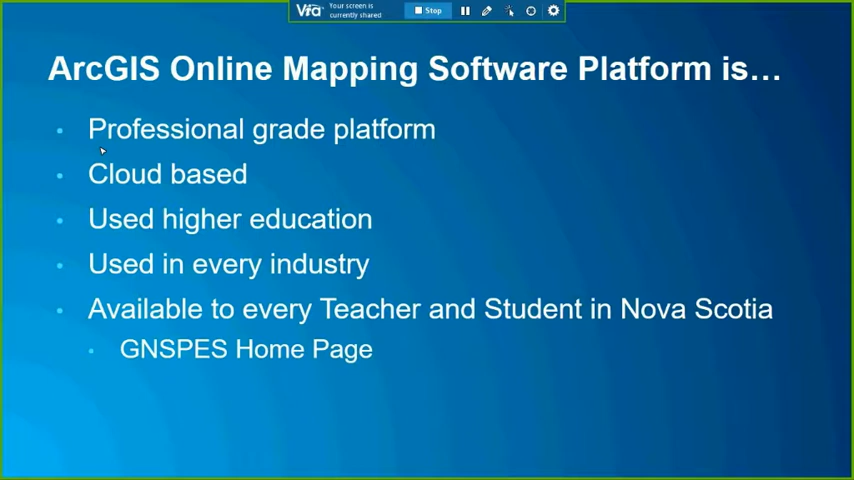 Vfa
Your screen is
currently shared
Stop
ArcGIS Online Mapping Software Platform is…
• Professional grade platform
• Cloud based
• Used higher education
• Used in every industry
• Available to every Teacher and Student in Nova Scotia
• GNSPES Home Page